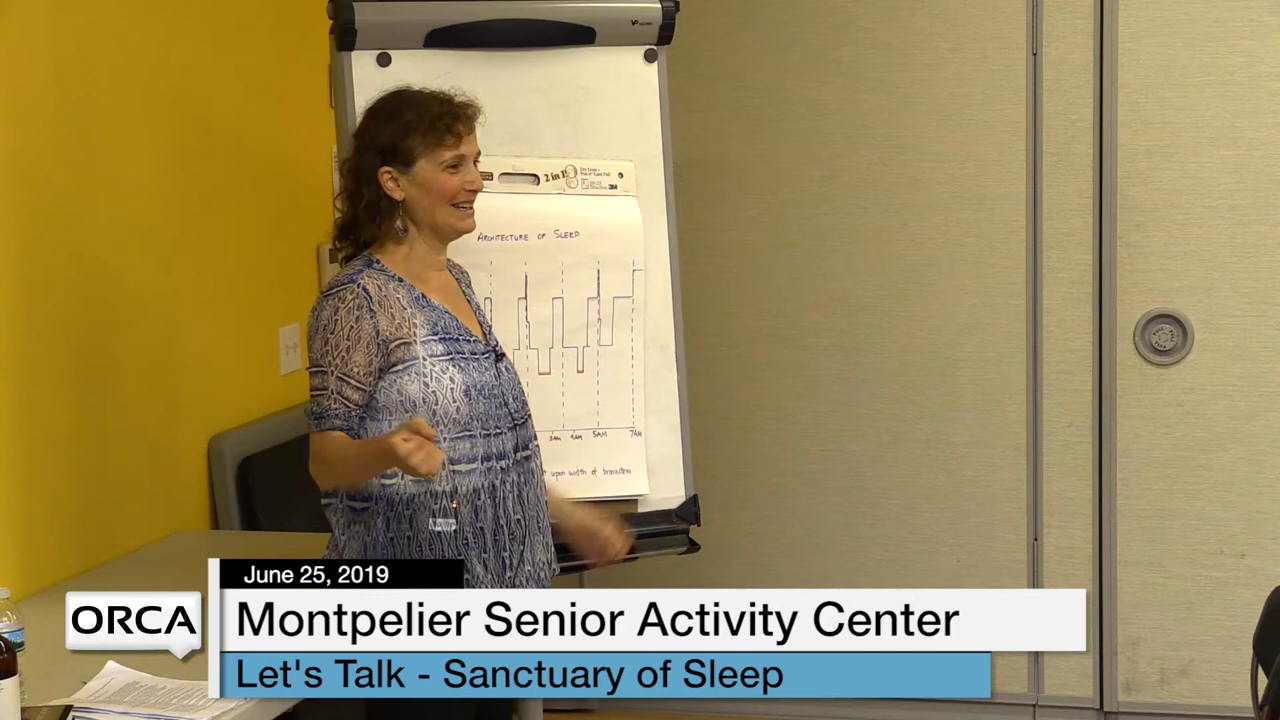 2 in 1
3M
ARCHITECTURE OF SLEEP
3AM 4AM 5AM 7AM
upon width of
June 25, 2019
ORCA
Montpelier Senior Activity Center
Let's Talk - Sanctuary of Sleep